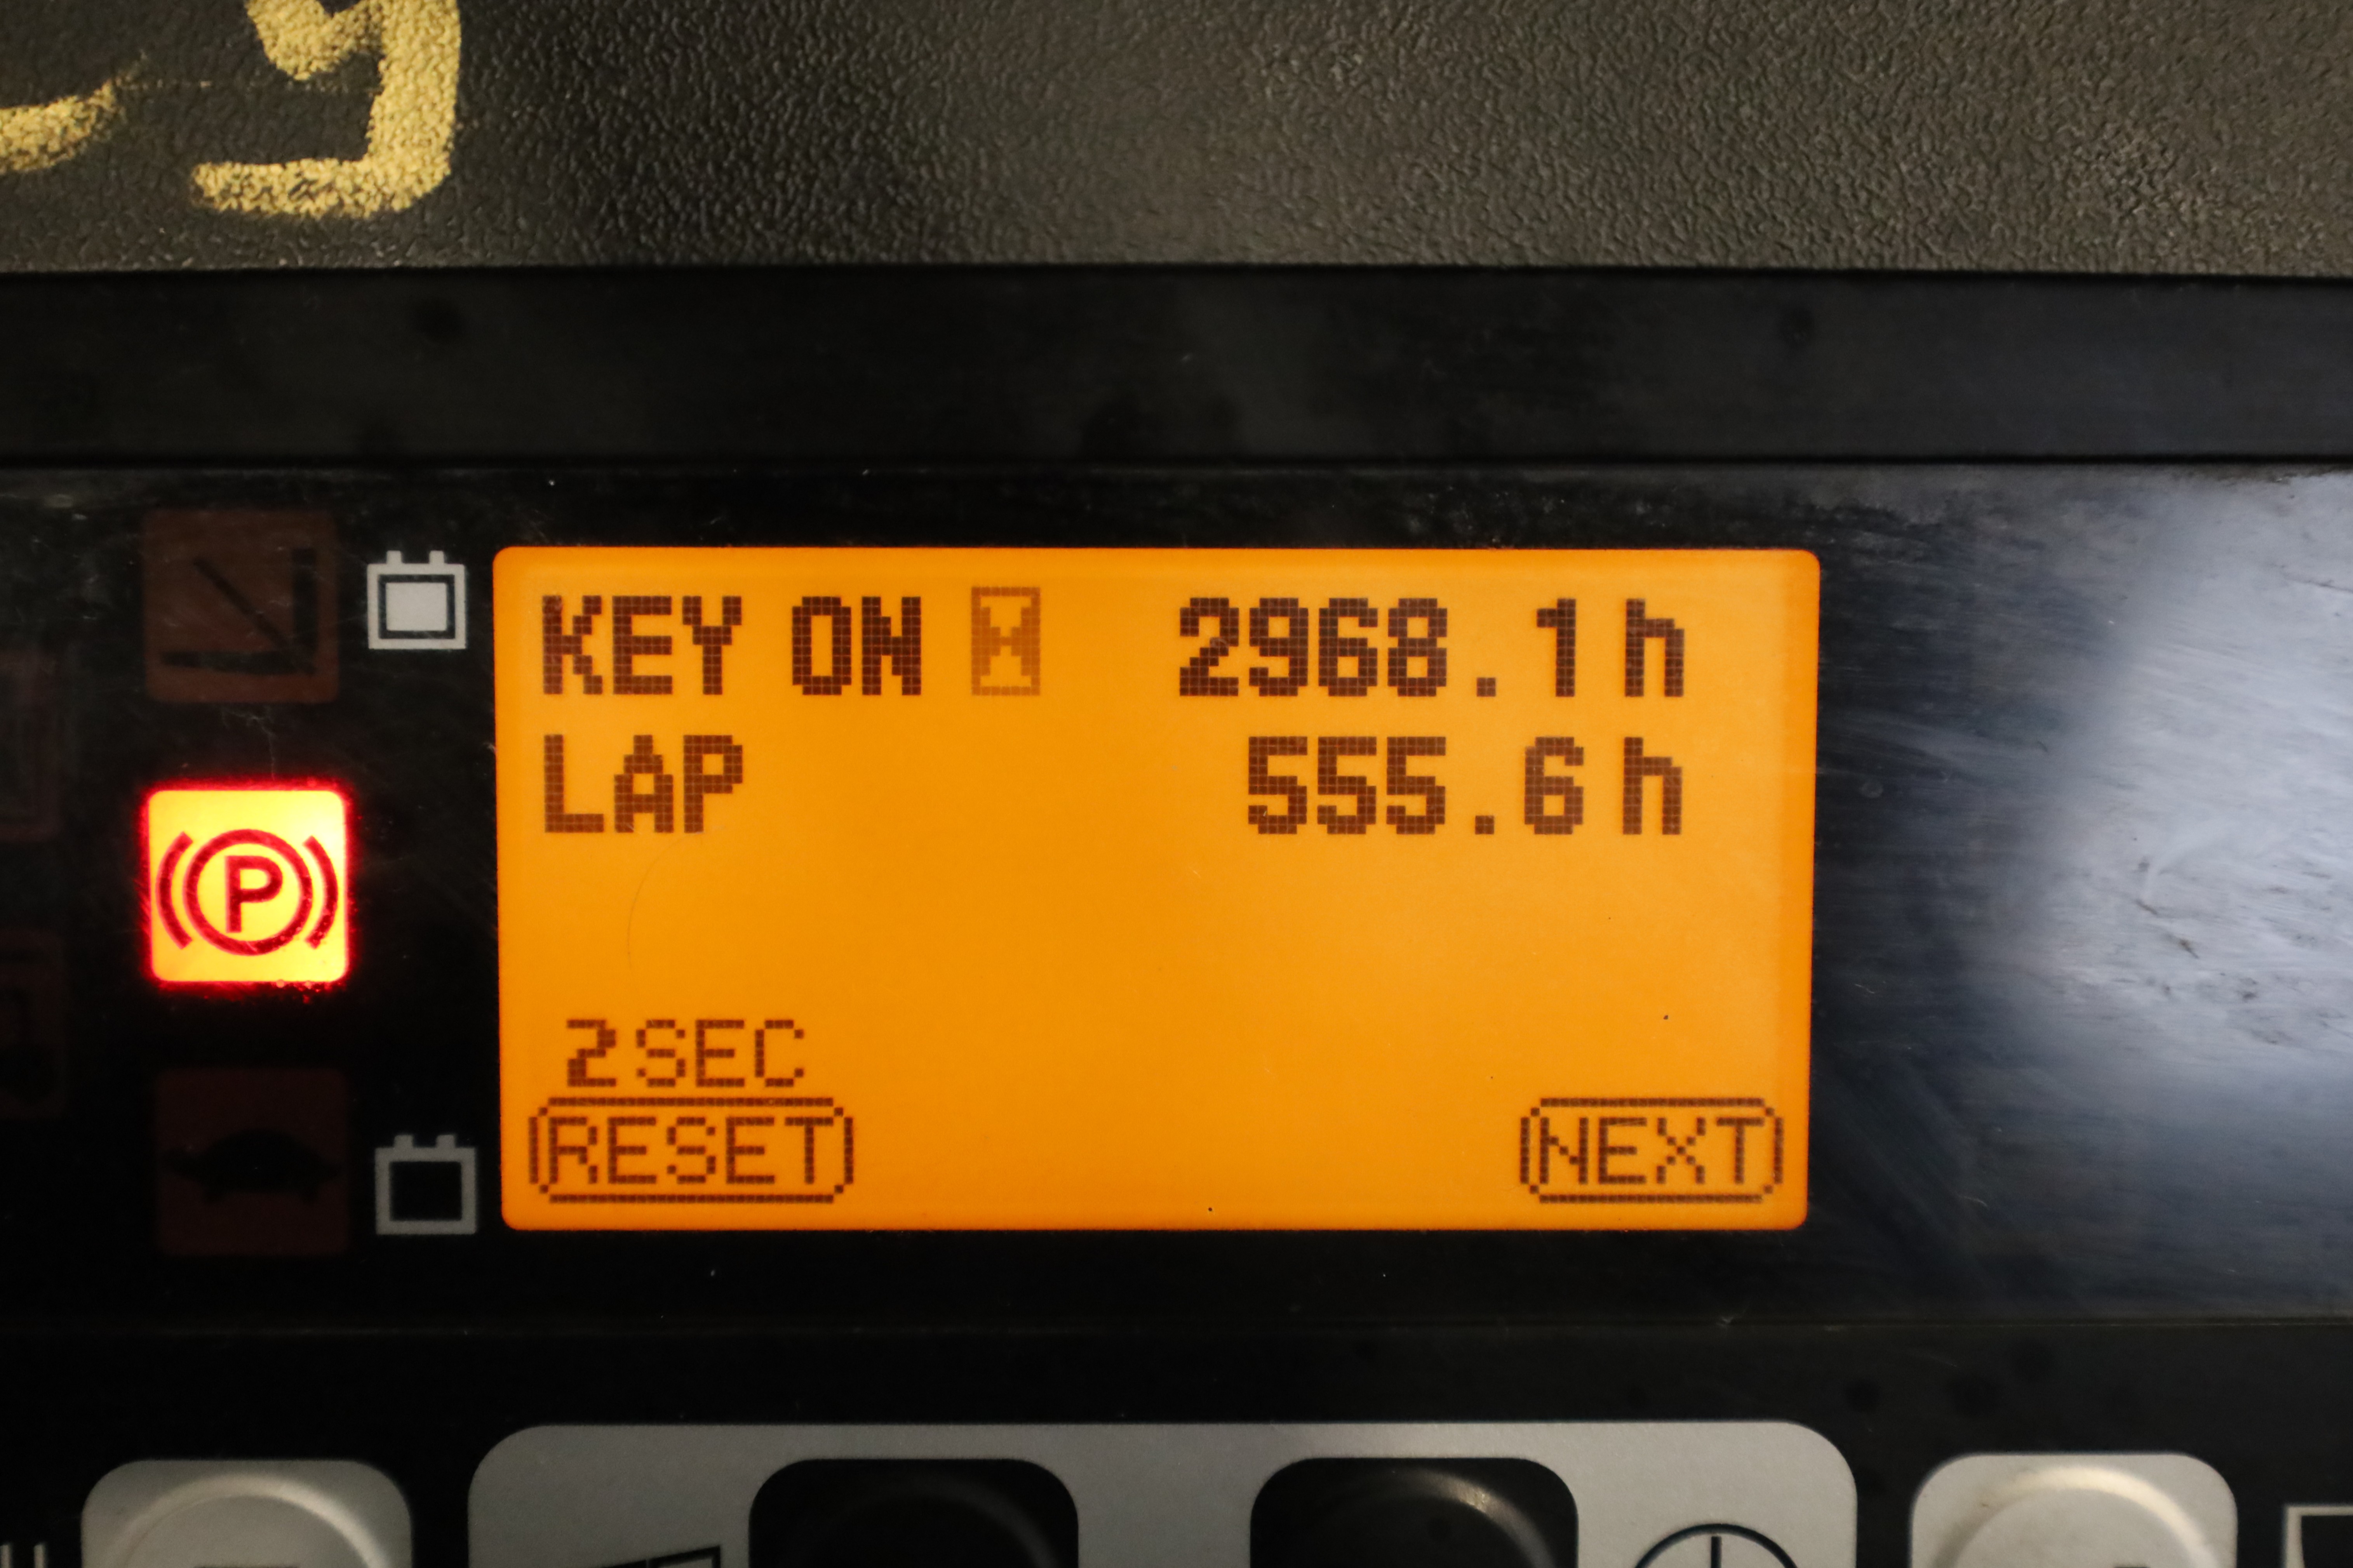 KEY ON 2968.1h
LAP 555.6h
P
2SEC
RESET NEXT